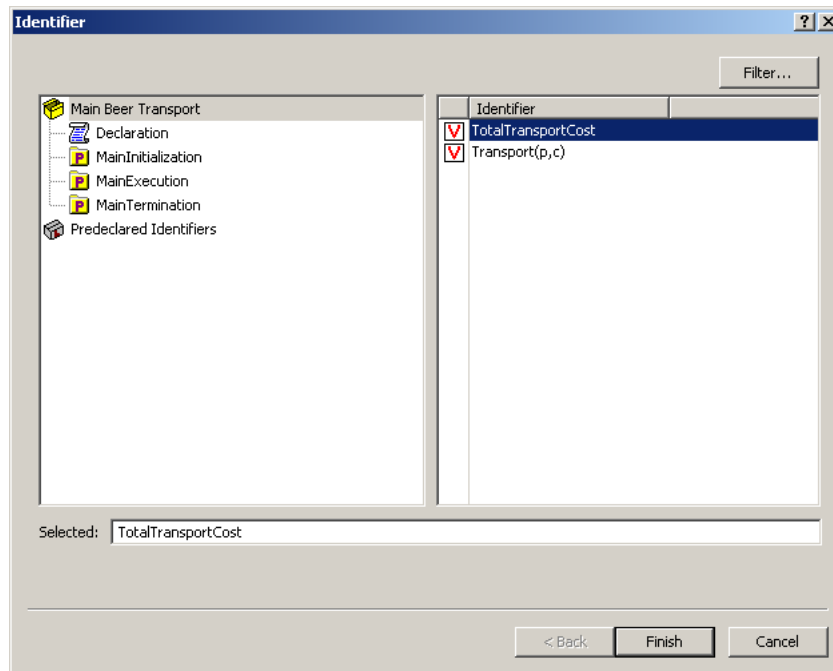 Identifier
Filter...
Main Beer Transport
Declaration
P MainInitialization
P MainExecution
P MainTermination
Predeclared Identifiers
Identifier
V TotalTransportCost
V Transport(p,c)
Selected: TotalTransportCost
< Back Finish Cancel